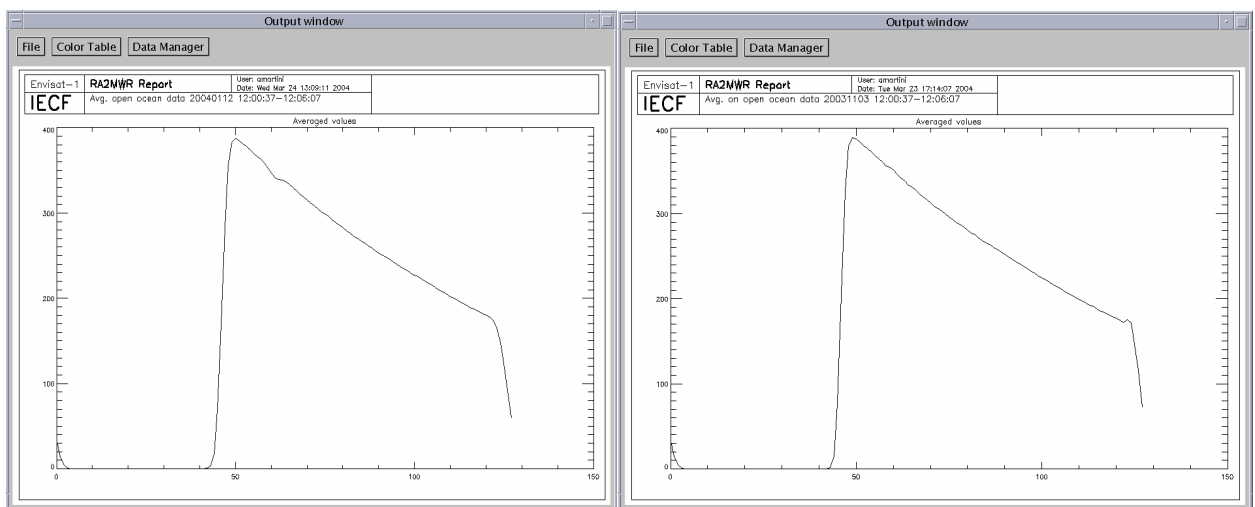 Output window
File Color Table Data Manager
Envisat-1 RA2MWR Report User: amartini
Date: Wed Mar 24 13:09:11 2004
IECF Avg. open ocean data 20040112 12:00:37-12:06:07
Averaged values
400
300
200
100
0
0 50 100 150
Output window
File Color Table Data Manager
Envisat-1 RA2MWR Report User: amartini
Date: Tue Mar 23 17:14:07 2004
IECF Avg. on open ocean data 20031103 12:00:37-12:06:07
Averaged values
400
300
200
100
0
0 50 100 150